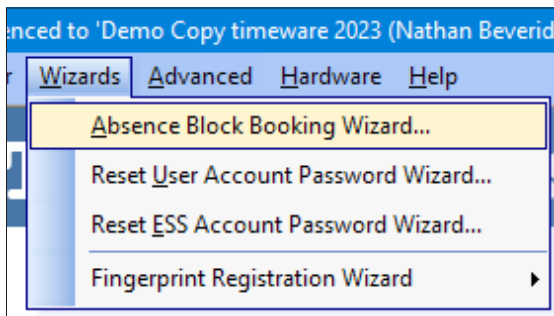 enced to 'Demo Copy timeware 2023 (Nathan Beverid
r Wizards Advanced Hardware Help
Absence Block Booking Wizard...
Reset User Account Password Wizard...
Reset ESS Account Password Wizard...
Fingerprint Registration Wizard